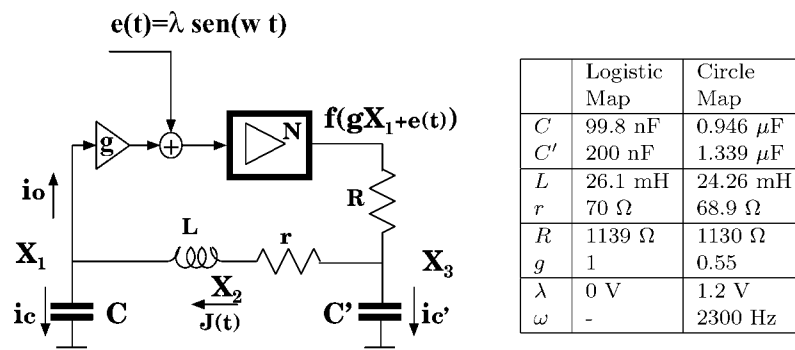 e(t)=λ sen(w t)
g
+
N
f(gX₁+e(t))
io
R
L
r
X₁
X₂
J(t)
X₃
ic
C
C'
ic'
Logistic Map Circle Map
C 99.8 nF 0.946 μF
C' 200 nF 1.339 μF
L 26.1 mH 24.26 mH
r 70 Ω 68.9 Ω
R 1139 Ω 1130 Ω
g 1 0.55
λ 0 V 1.2 V
ω - 2300 Hz